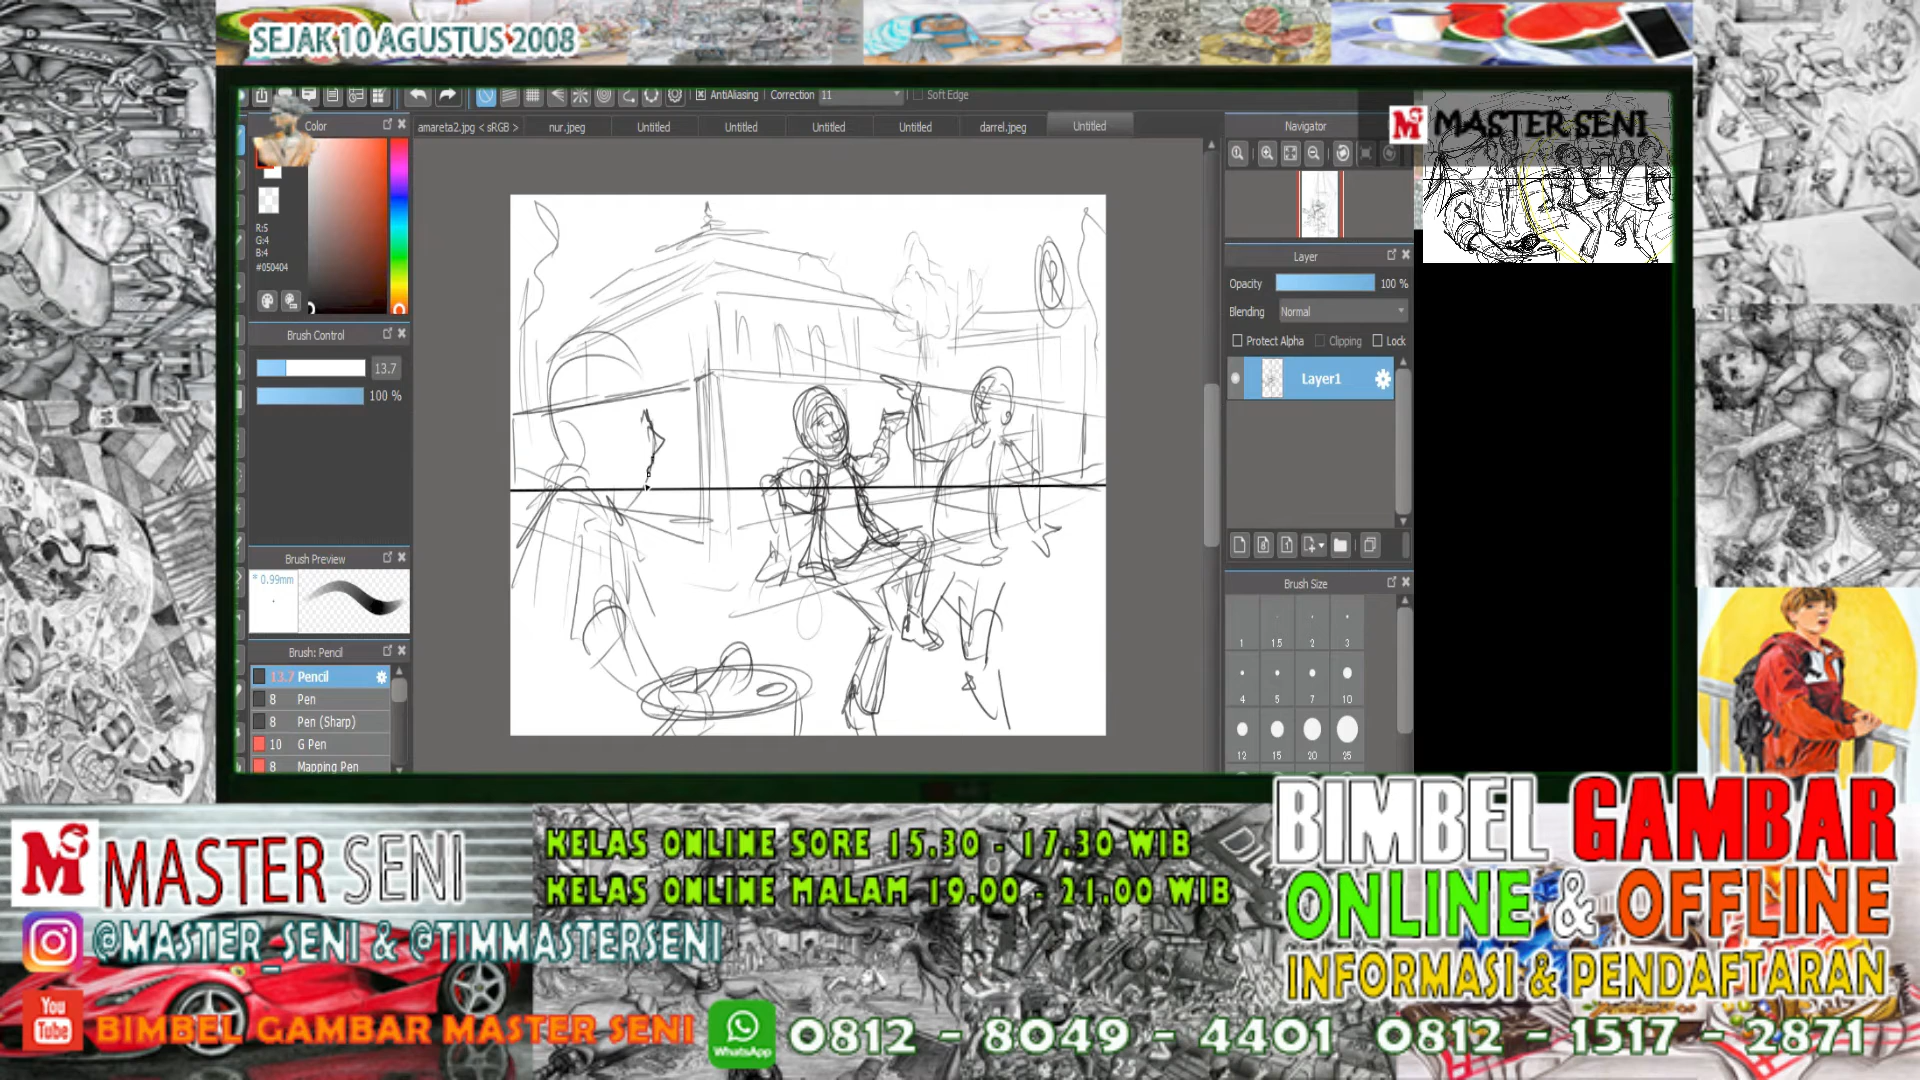 SEJAK 10 AGUSTUS 2008
AntiAliasing Correction 11 Soft Edge
Color
amareta2.jpg < sRGB > nur.jpeg Untitled Untitled Untitled Untitled darrel.jpeg Untitled
Navigator
MASTER SENI
R:5
G:4
B:4
#050404
Layer
Opacity 100 %
Blending Normal
Protect Alpha Clipping Lock
Layer1
Brush Control
13.7
100 %
Brush Preview
* 0.99mm
Brush: Pencil
13.7 Pencil
8 Pen
8 Pen (Sharp)
10 G Pen
8 Mapping Pen
Brush Size
1 1.5 2 3
4 5 7 10
12 15 20 25
MS MASTER SENI
@MASTER_SENI & @TIMMASTERSENI
You Tube BIMBEL GAMBAR MASTER SENI
KELAS ONLINE SORE 15.30 - 17.30 WIB
KELAS ONLINE MALAM 19.00 - 21.00 WIB
BIMBEL GAMBAR
ONLINE & OFFLINE
INFORMASI & PENDAFTARAN
WhatsApp 0812 - 8049 - 4401 0812 - 1517 - 2871